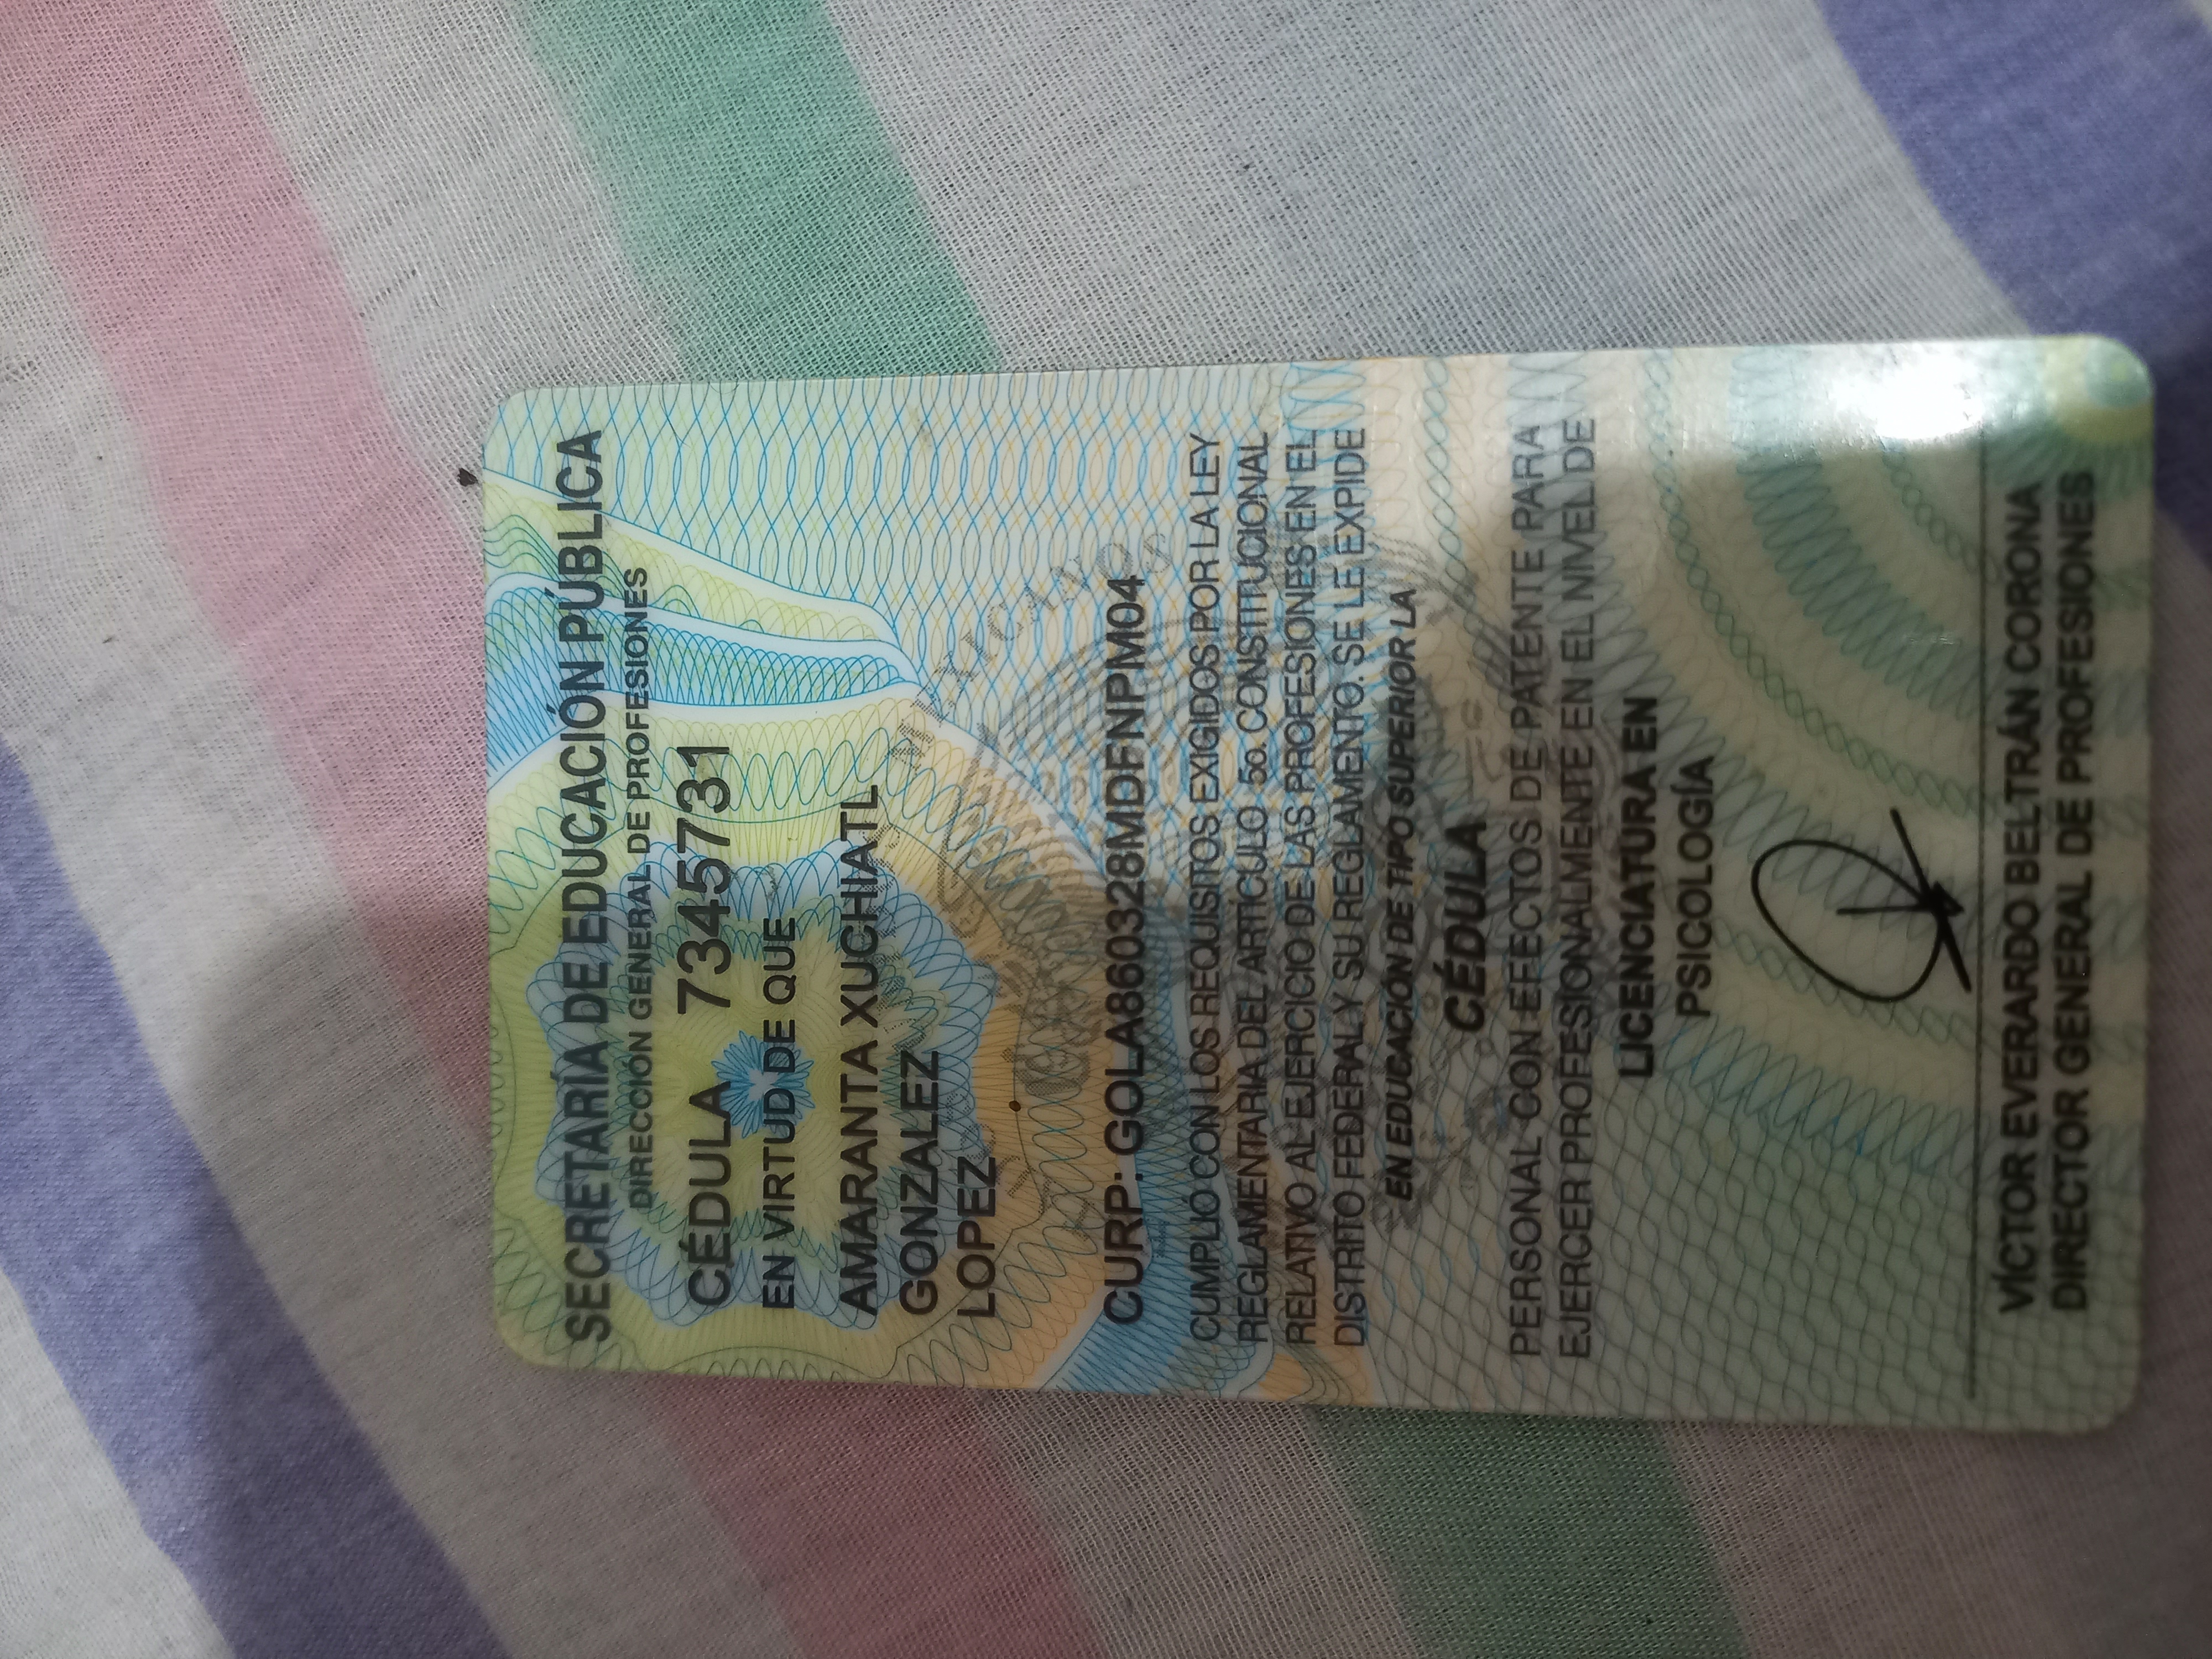 SECRETARÍA DE EDUCACIÓN PÚBLICA
DIRECCIÓN GENERAL DE PROFESIONES
CÉDULA 7345731
EN VIRTUD DE QUE
AMARANTA XUCHIATL
GONZALEZ
LOPEZ
MEXICANOS
CURP: GOLA860328MDFNPM04
CUMPLIÓ CON LOS REQUISITOS EXIGIDOS POR LA LEY
REGLAMENTARIA DEL ARTÍCULO 5o. CONSTITUCIONAL
RELATIVO AL EJERCICIO DE LAS PROFESIONES EN EL
DISTRITO FEDERAL Y SU REGLAMENTO. SE LE EXPIDE
EN EDUCACIÓN DE TIPO SUPERIOR LA
CÉDULA
PERSONAL CON EFECTOS DE PATENTE PARA
EJERCER PROFESIONALMENTE EN EL NIVEL DE
LICENCIATURA EN
PSICOLOGÍA
VÍCTOR EVERARDO BELTRÁN CORONA
DIRECTOR GENERAL DE PROFESIONES